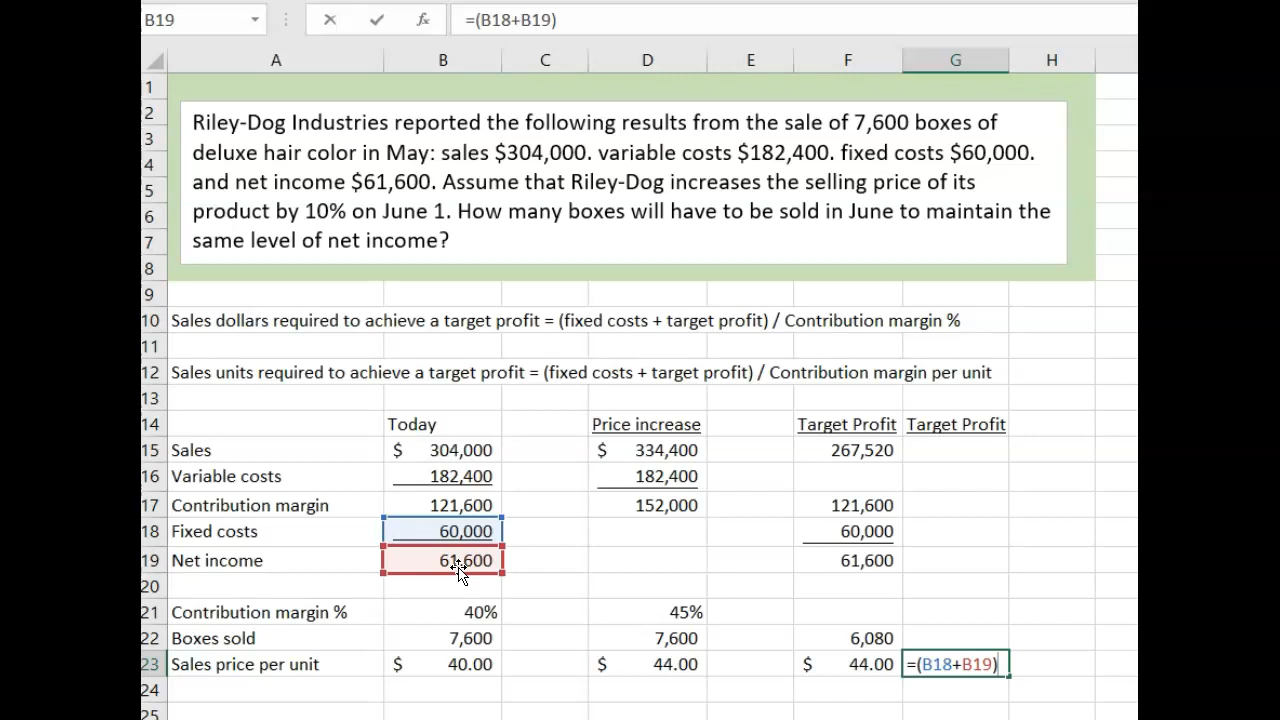 B19 fx =(B18+B19)
A B C D E F G H
1
2
3
4
5
6
7
8
Riley-Dog Industries reported the following results from the sale of 7,600 boxes of
deluxe hair color in May: sales $304,000. variable costs $182,400. fixed costs $60,000.
and net income $61,600. Assume that Riley-Dog increases the selling price of its
product by 10% on June 1. How many boxes will have to be sold in June to maintain the
same level of net income?
9
10 Sales dollars required to achieve a target profit = (fixed costs + target profit) / Contribution margin %
11
12 Sales units required to achieve a target profit = (fixed costs + target profit) / Contribution margin per unit
13
14 Today Price increase Target Profit Target Profit
15 Sales $ 304,000 $ 334,400 267,520
16 Variable costs 182,400 182,400
17 Contribution margin 121,600 152,000 121,600
18 Fixed costs 60,000 60,000
19 Net income 61,600 61,600
20
21 Contribution margin % 40% 45%
22 Boxes sold 7,600 7,600 6,080
23 Sales price per unit $ 40.00 $ 44.00 $ 44.00 =(B18+B19)
24
25